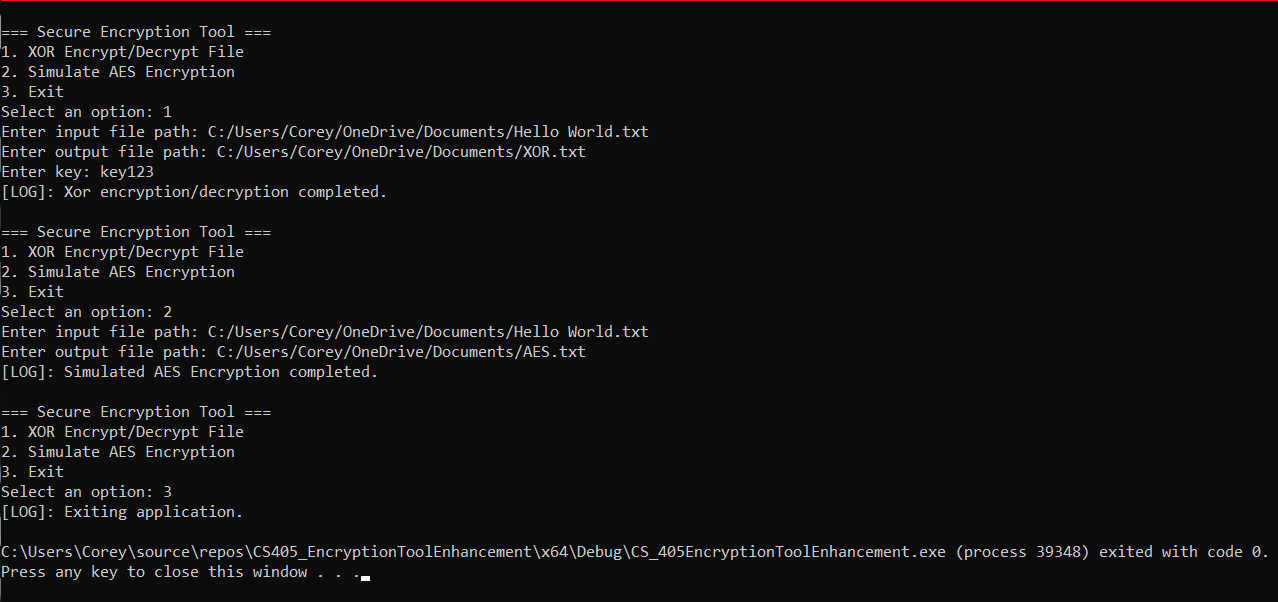 === Secure Encryption Tool ===
1. XOR Encrypt/Decrypt File
2. Simulate AES Encryption
3. Exit
Select an option: 1
Enter input file path: C:/Users/Corey/OneDrive/Documents/Hello World.txt
Enter output file path: C:/Users/Corey/OneDrive/Documents/XOR.txt
Enter key: key123
[LOG]: Xor encryption/decryption completed.
=== Secure Encryption Tool ===
1. XOR Encrypt/Decrypt File
2. Simulate AES Encryption
3. Exit
Select an option: 2
Enter input file path: C:/Users/Corey/OneDrive/Documents/Hello World.txt
Enter output file path: C:/Users/Corey/OneDrive/Documents/AES.txt
[LOG]: Simulated AES Encryption completed.
=== Secure Encryption Tool ===
1. XOR Encrypt/Decrypt File
2. Simulate AES Encryption
3. Exit
Select an option: 3
[LOG]: Exiting application.
C:\Users\Corey\source\repos\CS405_EncryptionToolEnhancement\x64\Debug\CS_405EncryptionToolEnhancement.exe (process 39348) exited with code 0.
Press any key to close this window . . .